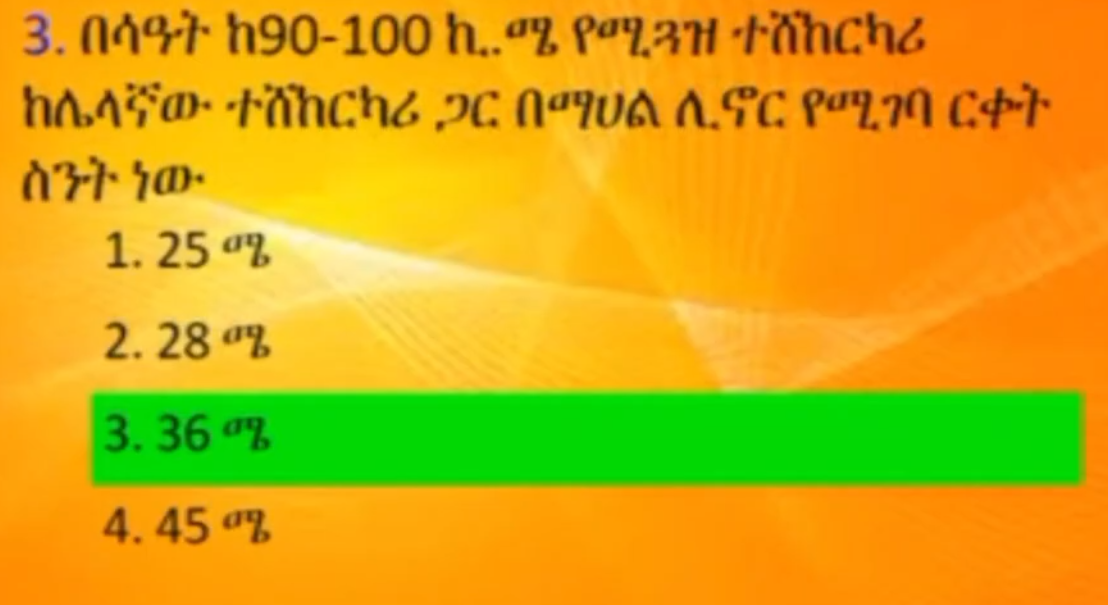 3. በሳዓት ከ90-100 ኪ..ሜ የሚጓዝ ተሽከርካሪ
ከሌላኛው ተሽከርካሪ ጋር በማሀል ሊኖር የሚገባ ርቀት
ስንት ነው
1. 25 ሜ
2. 28 ሜ
3. 36 ሜ
4. 45 ሜ